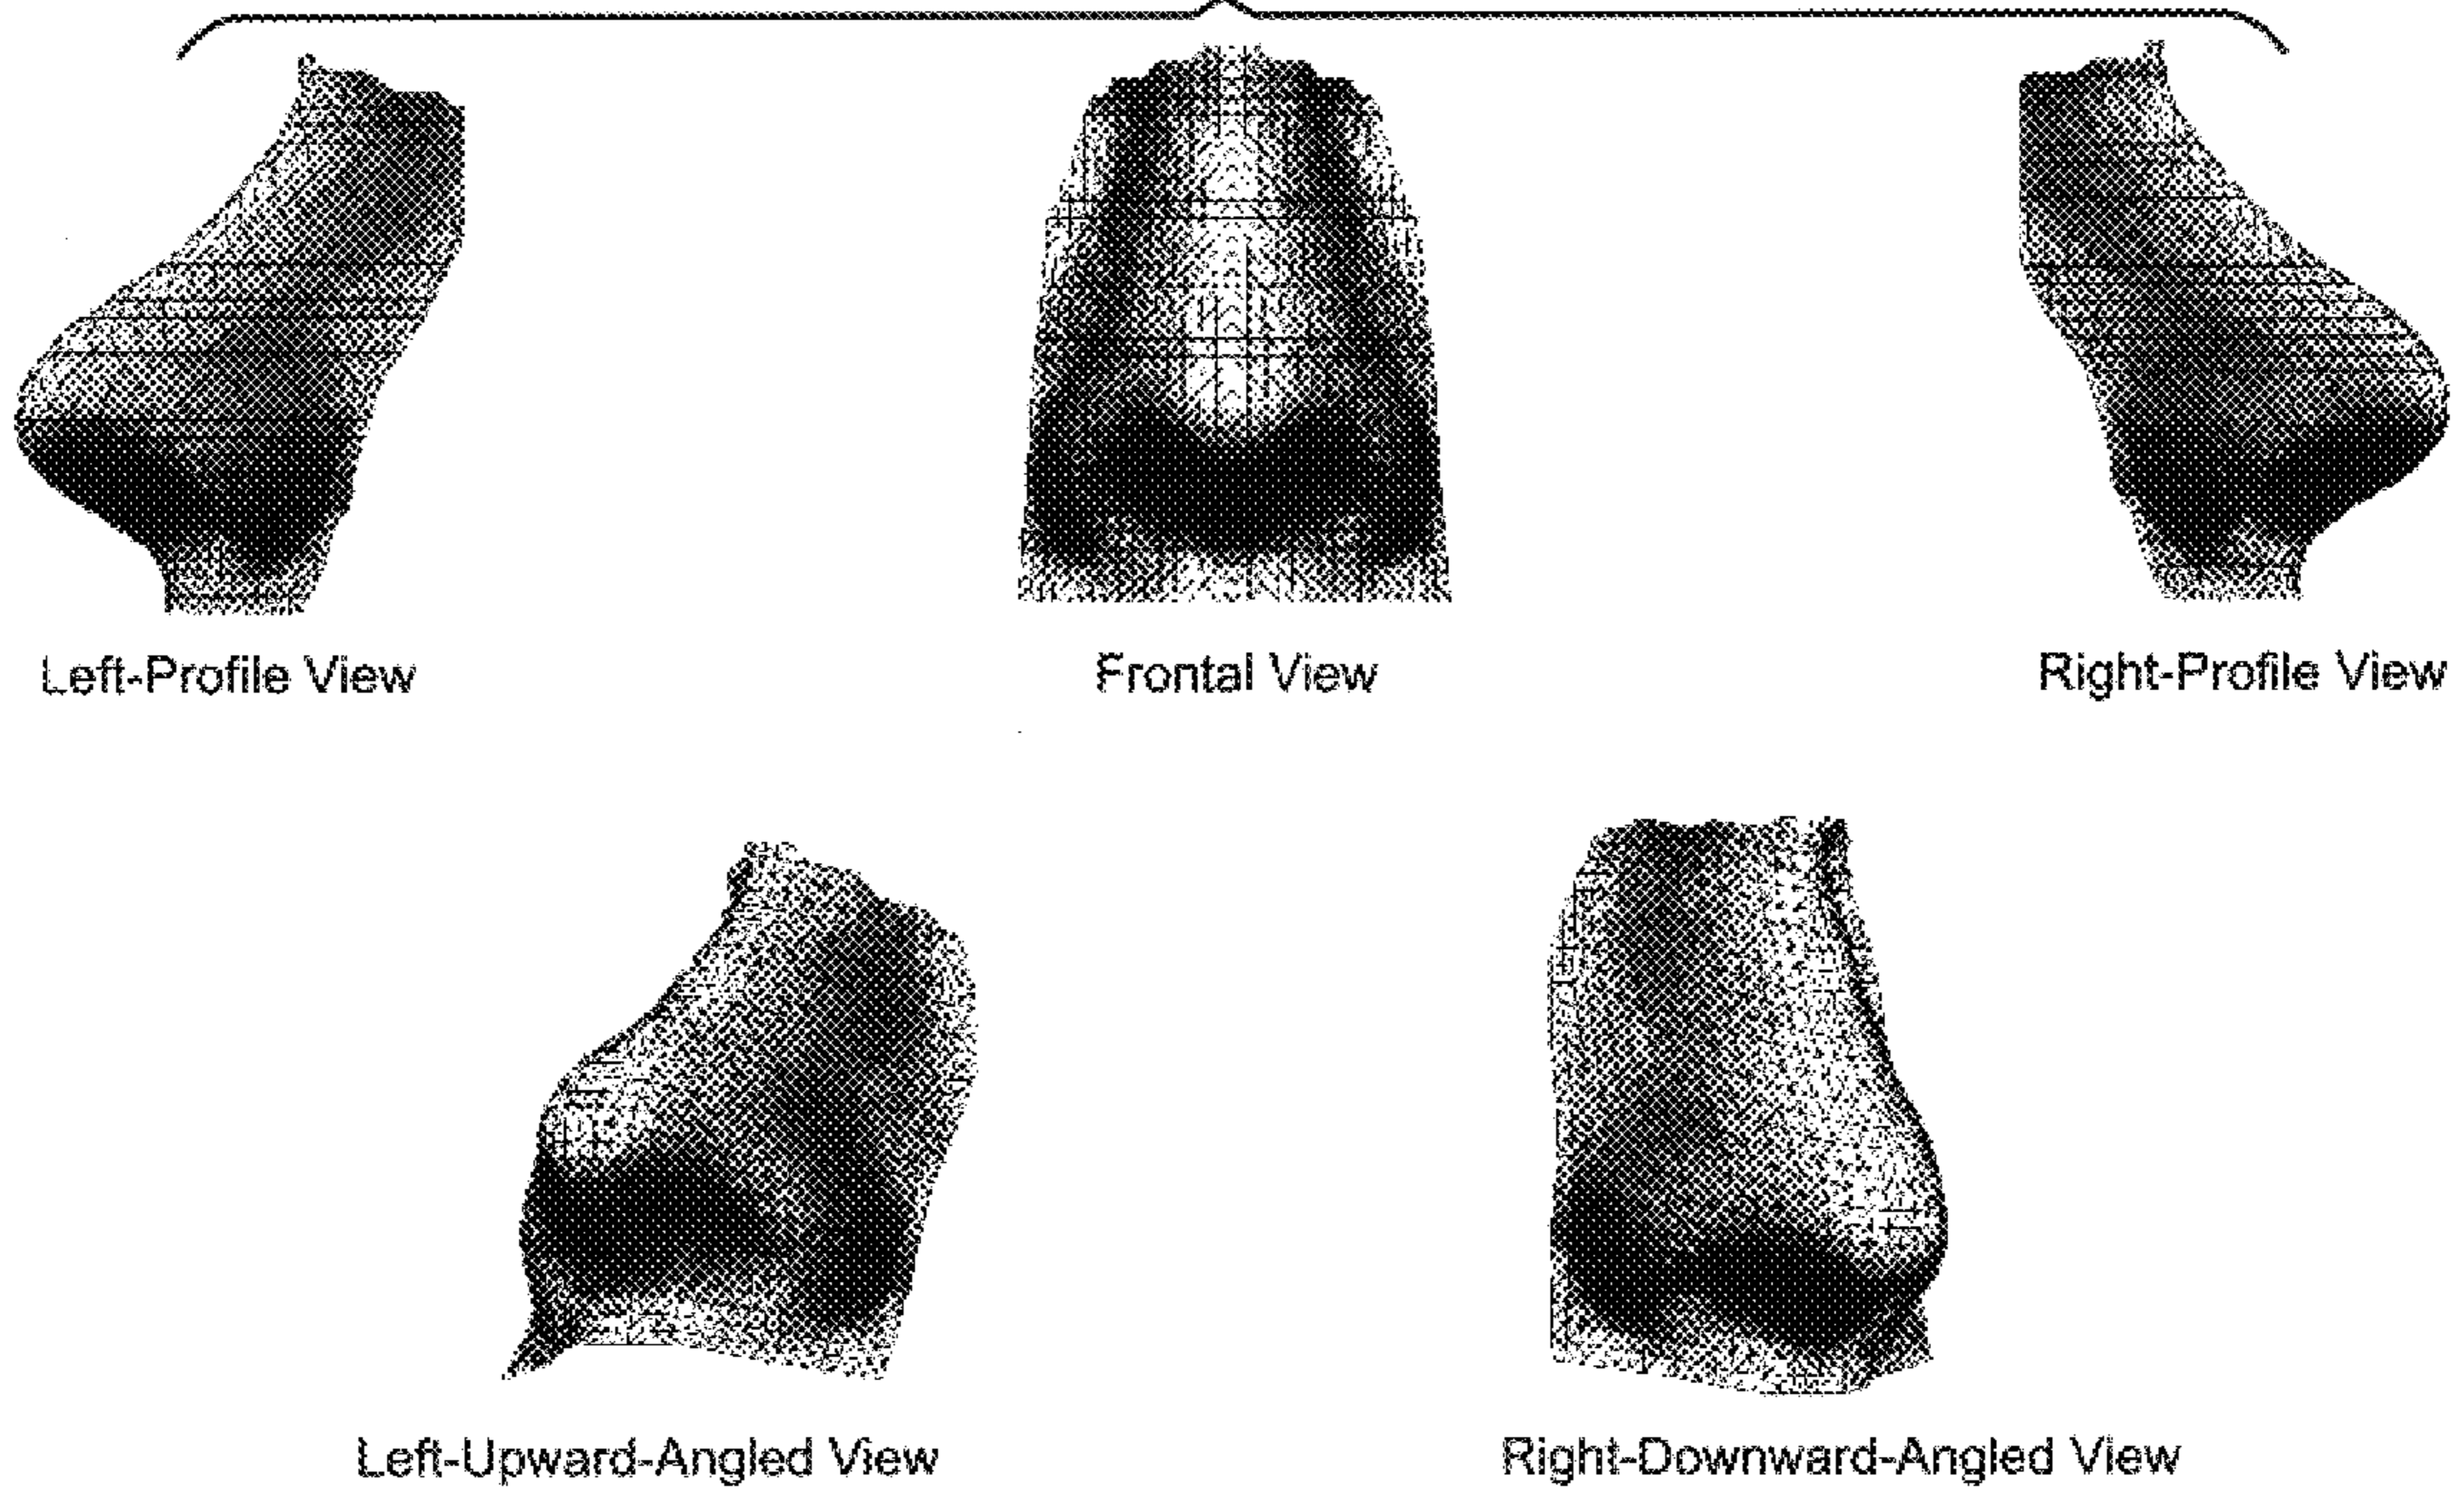 Left-Profile View
Frontal View
Right-Profile View
Left-Upward-Angled View
Right-Downward-Angled View